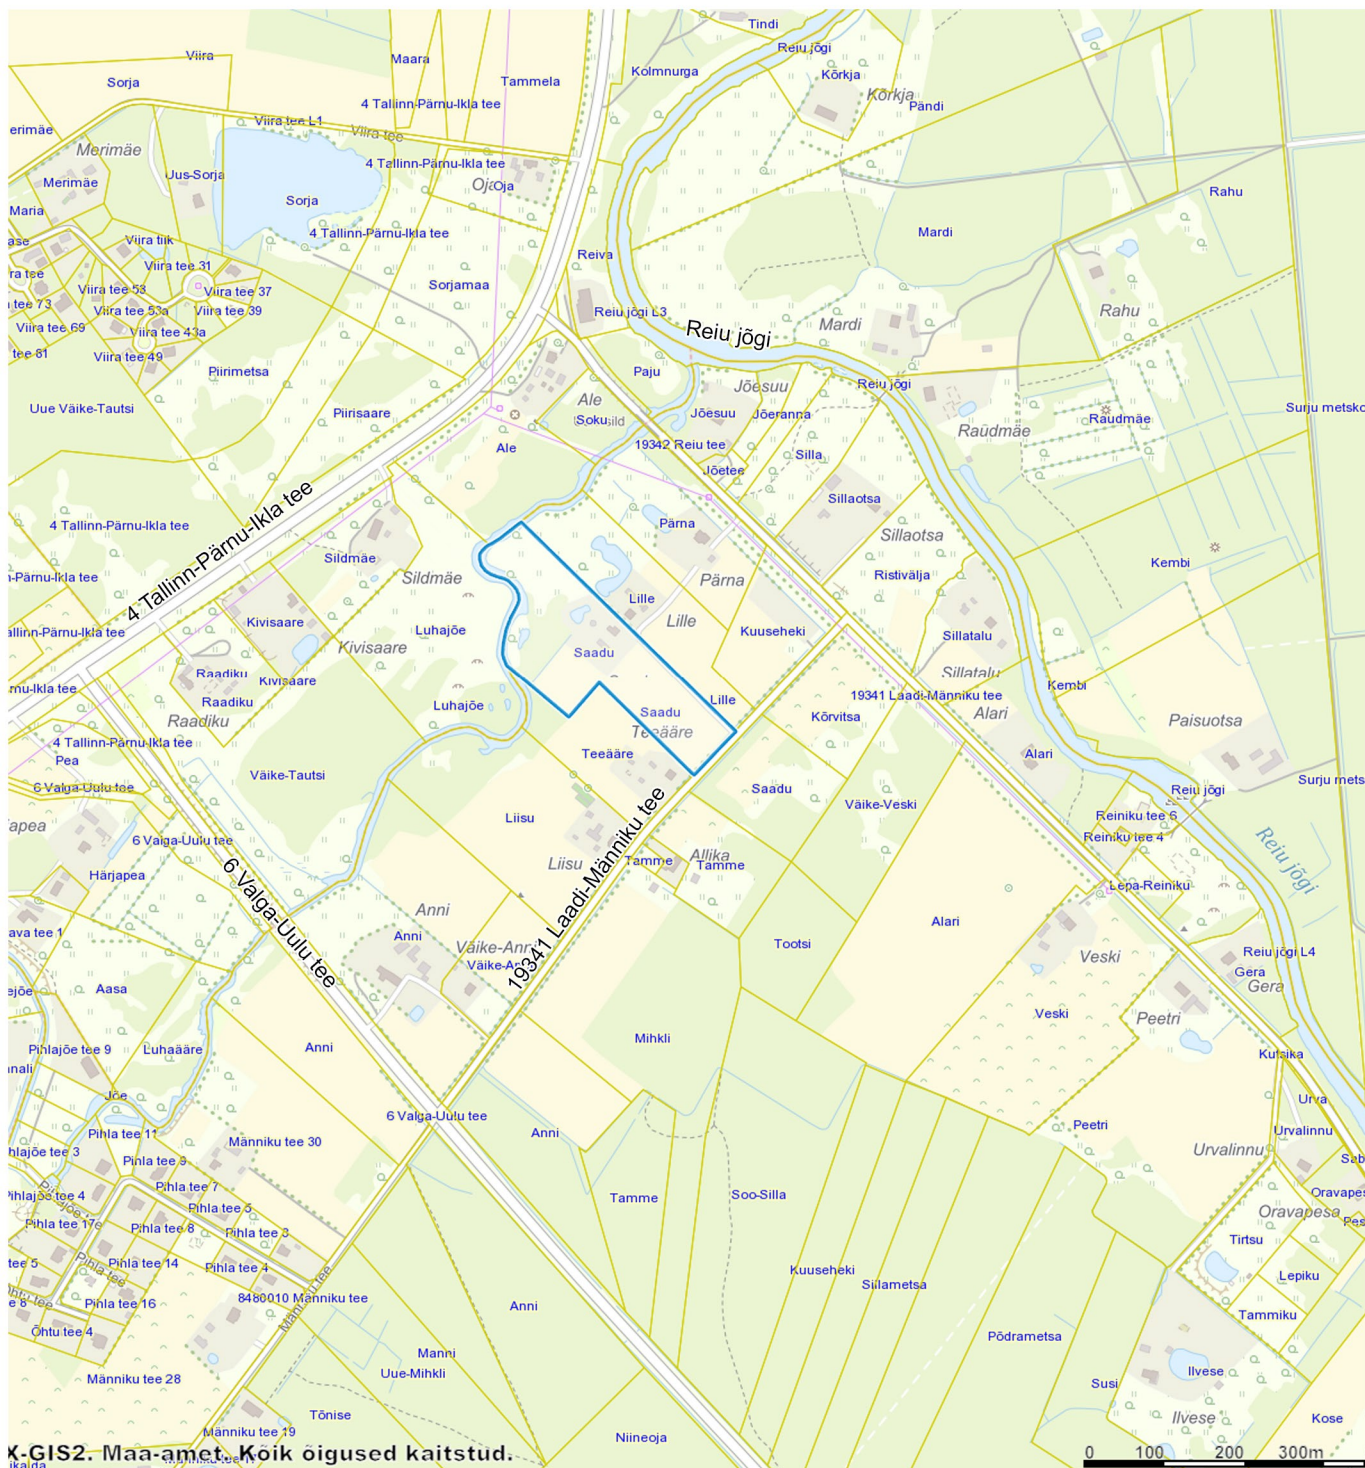 Tindi
Reiu jõgi
Viira
Maara
Kolmnurga
Sorja
Tammela
Kõrkja
Kõrkja
4 Tallinn-Pärnu-Ikla tee
Pändi
Viira tee L1
Viira tee
Merimäe
4 Tallinn-Pärnu-Ikla tee
Uus-Sorja
Merimäe
Oja
Sorja
Rahu
Maria
4 Tallinn-Pärnu-Ikla tee
Mardi
Viira tiik
Reiva
Viira tee 31
Sorjamaa
Viira tee 53
Viira tee 37
Viira tee 53a
Viira tee 39
Reiu jõgi L3
Rahu
Mardi
Viira tee 69
Viira tee 43a
Reiu jõgi
Viira tee 49
Piirimetsa
Paju
Jõesuu
Reiu jõgi
Ale
Uue Väike-Tautsi
Piirisaare
Soku
Jõesuu
Jõeranna
Raudmäe
Raudmäe
Ale
19342 Reiu tee
Silla
Jõetee
Sillaotsa
4 Tallinn-Pärnu-Ikla tee
4 Tallinn-Pärnu-Ikla tee
Pärna
Sillaotsa
Sildmäe
Kembi
Sildmäe
Pärna
Ristivälja
Lille
Kivisaare
Lille
Luhajõe
Kuuseheki
Sillatalu
Kivisaare
Saadu
Sillatalu
Raadiku
Kivisaare
Kembi
Raadiku
Luhajõe
Lille
19341 Laadi-Männiku tee
Raadiku
Saadu
Kõrvitsa
Alari
Paisuotsa
Teeääre
4 Tallinn-Pärnu-Ikla tee
Pea
Teeääre
Alari
Väike-Tautsi
6 Valga-Uulu tee
Saadu
Reiu jõgi
Väike-Veski
Liisu
Reiniku tee 6
Reiniku tee 4
6 Valga-Uulu tee
Reiu jõgi
Liisu
Allika
Tamme
Tamme
Härjapea
Lepa-Reiniku
6 Valga-Uulu tee
19341 Laadi-Männiku tee
Anni
Anni
Alari
Tootsi
Veski
Reiu jõgi L4
Gera
Gera
Aasa
Veski
Peetri
Mihkli
Pihlajõe tee 9
Luhaääre
Anni
Kutsika
Jõe
6 Valga-Uulu tee
Urva
Peetri
Pihla tee 11
Anni
Urvalinnu
Männiku tee 30
Urvalinnu
Pihla tee 9
Pihla tee 7
Tamme
Soo-Silla
Pihla tee 5
Oravapesa
Pihla tee 17
Pihla tee 8
Pihla tee 3
Tirtsu
Pihla tee
Pihla tee 14
Pihla tee 4
Kuuseheki
Lepiku
Sillametsa
8480010 Männiku tee
Pihla tee 16
Anni
Tammiku
Õhtu tee 4
Männiku tee
Põdrametsa
Manni
Uue-Mihkli
Männiku tee 28
Ilvese
Susi
Tõnise
Ilvese
Kose
Männiku tee 19
Niineoja
X-GIS2. Maa-amet. Kõik õigused kaitstud.
0 100 200 300m